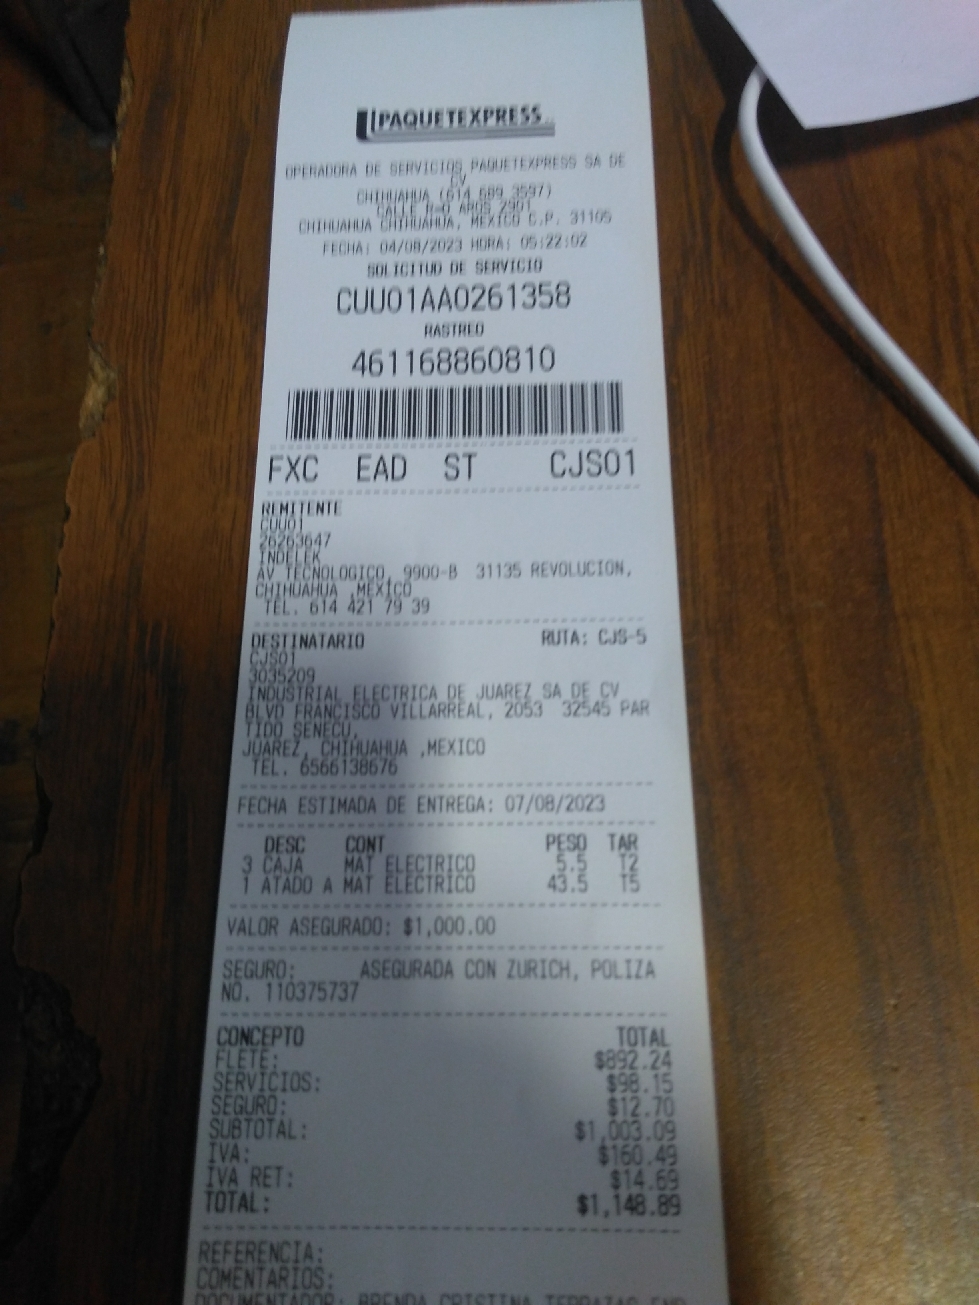 PAQUETEXPRESS
OPERADORA DE SERVICIOS PAQUETEXPRESS SA DE
CV
CHIHUAHUA (614 689 3597)
CALLE ARGS 2901
CHIHUAHUA CHIHUAHUA, MEXICO C.P. 31105
FECHA: 04/08/2023 HORA: 05:22:02
SOLICITUD DE SERVICIO
CUU01AA0261358
RASTREO
461168860810
FXC EAD ST CJS01
REMITENTE
CUU01
26263647
INDELEK
AV TECNOLOGICO, 9900-B 31135 REVOLUCION,
CHIHUAHUA ,MEXICO
TEL. 614 421 79 39
DESTINATARIO RUTA: CJS-5
CJS01
3035209
INDUSTRIAL ELECTRICA DE JUAREZ SA DE CV
BLVD FRANCISCO VILLARREAL, 2053 32545 PAR
TIDO SENECU,
JUAREZ, CHIHUAHUA ,MEXICO
TEL. 6566138676
FECHA ESTIMADA DE ENTREGA: 07/08/2023
DESC CONT PESO TAR
3 CAJA MAT ELECTRICO 5.5 T2
1 ATADO A MAT ELECTRICO 43.5 T5
VALOR ASEGURADO: $1,000.00
SEGURO: ASEGURADA CON ZURICH, POLIZA
NO. 110375737
CONCEPTO TOTAL
FLETE: $892.24
SERVICIOS: $98.15
SEGURO: $12.70
SUBTOTAL: $1,003.09
IVA: $160.49
IVA RET: $14.69
TOTAL: $1,148.89
REFERENCIA:
COMENTARIOS:
DOCUMENTADOR: BRENDA CRISTINA TERRAZAS